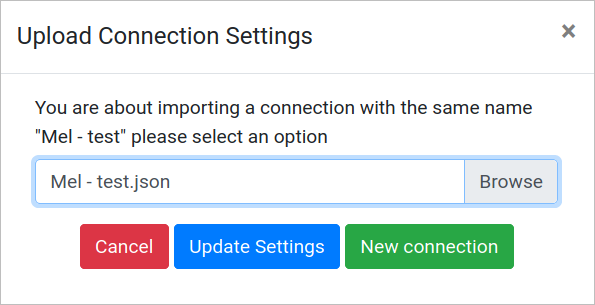 Upload Connection Settings ×
You are about importing a connection with the same name
"Mel - test" please select an option
Mel - test.json Browse
Cancel Update Settings New connection